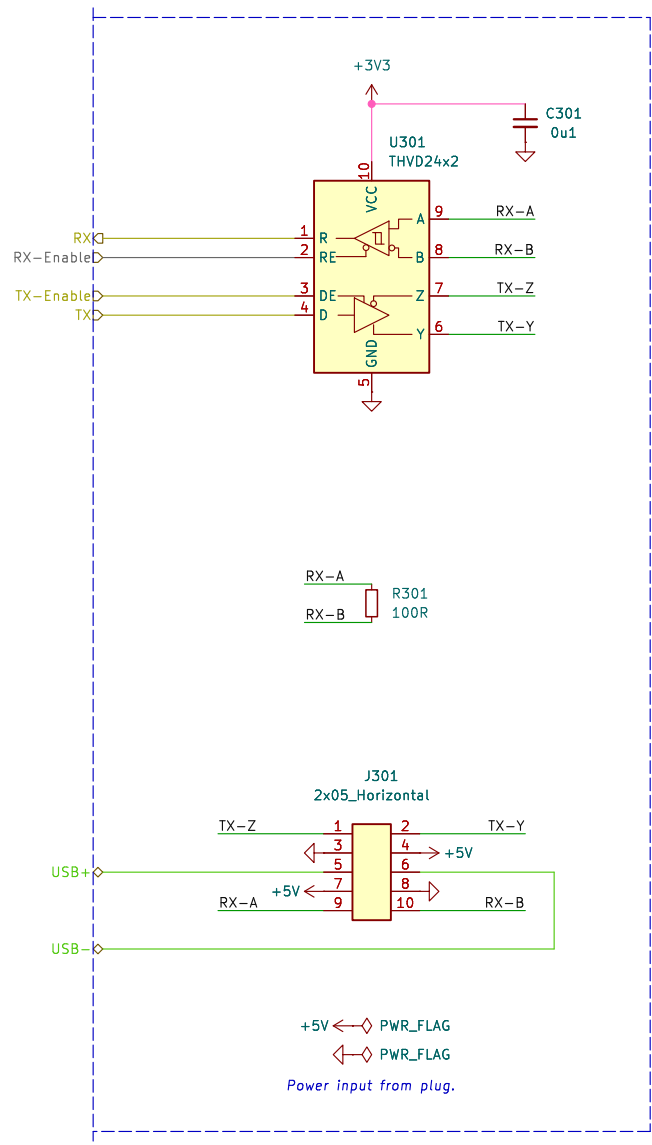 +3V3
C301
0u1
U301
THVD24x2
10
VCC
9 A RX-A
RX 1 R
RX-Enable 2 RE
8 B RX-B
TX-Enable 3 DE
7 Z TX-Z
TX 4 D
6 Y TX-Y
GND
5
RX-A
R301
RX-B
100R
J301
2x05_Horizontal
TX-Z 1 2 TX-Y
3 4 +5V
USB+ 5 6
+5V 7 8
RX-A 9 10 RX-B
USB-
+5V PWR_FLAG
PWR_FLAG
Power input from plug.